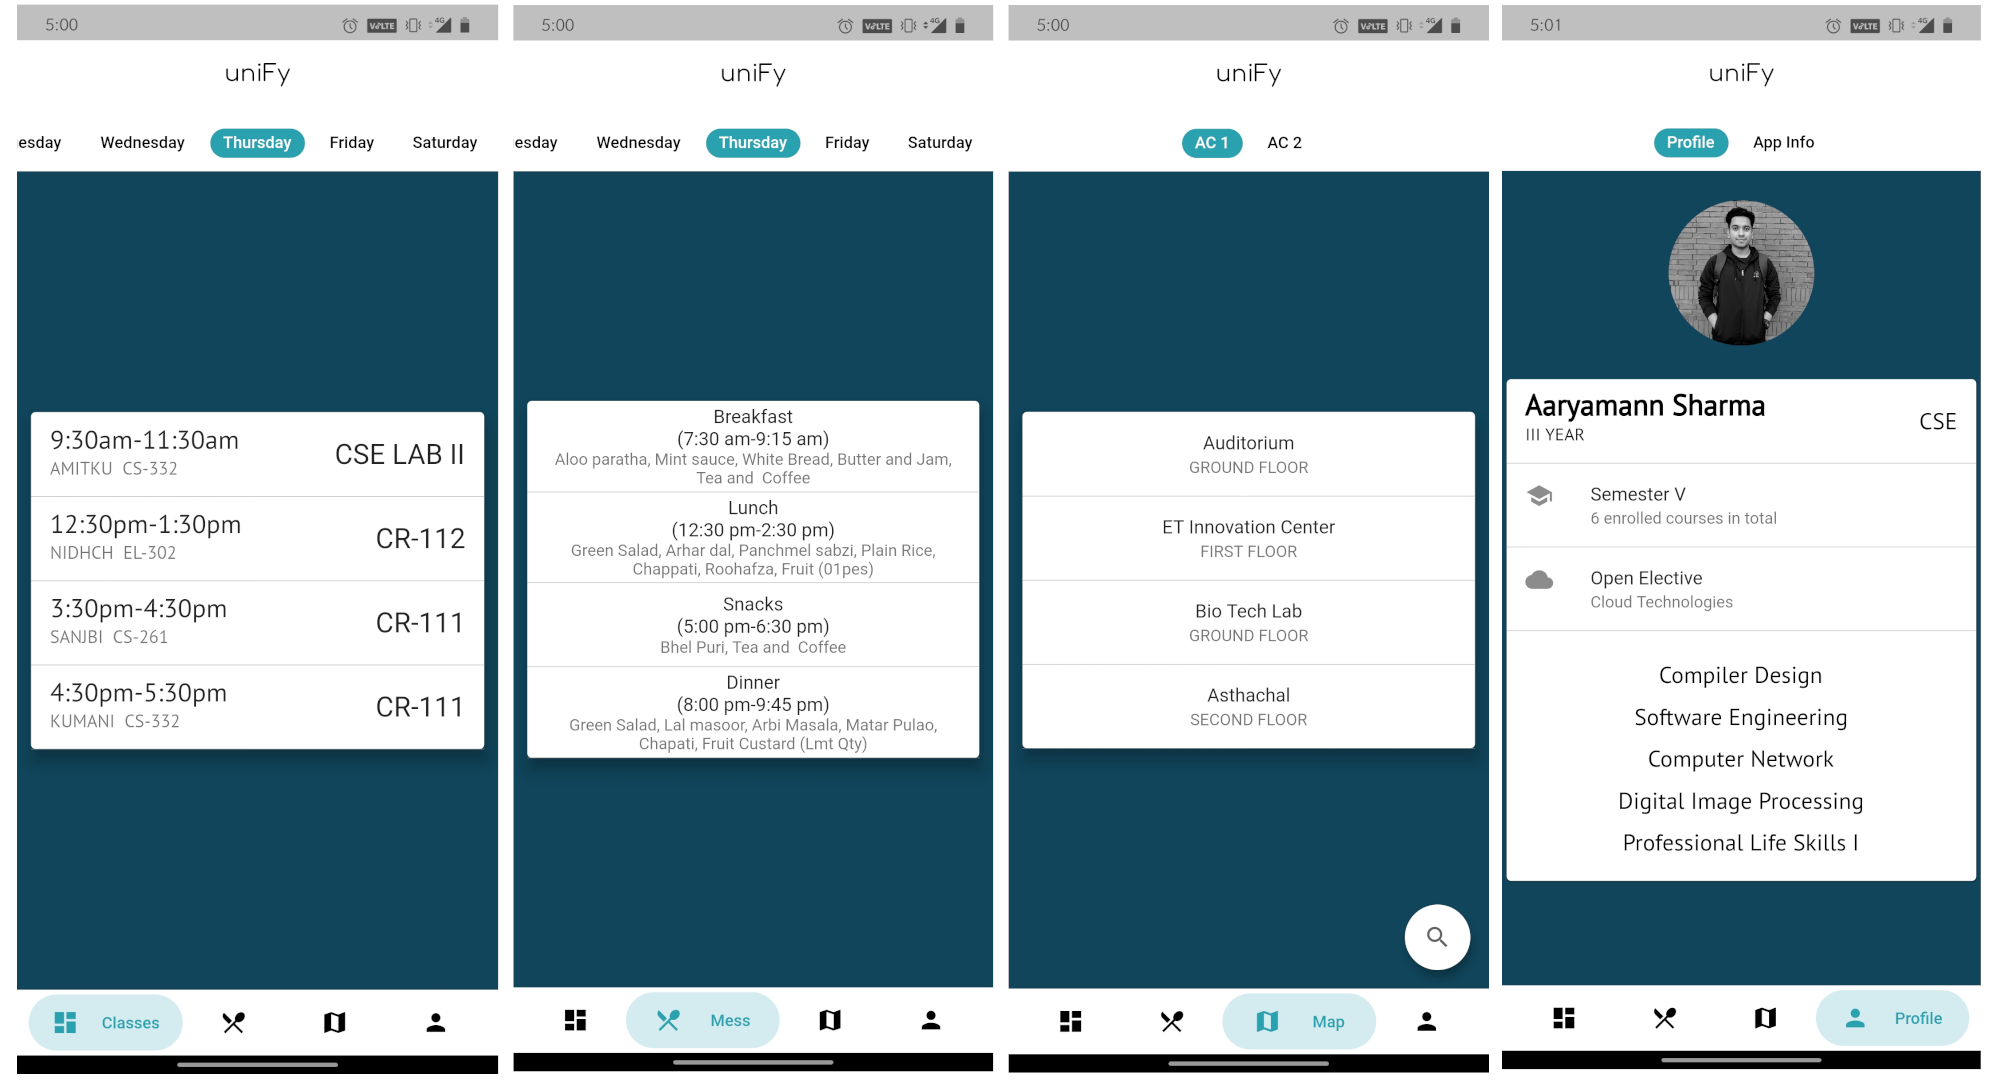 5:00
VoLTE 4G
uniFy
esday Wednesday Thursday Friday Saturday
9:30am-11:30am
AMITKU CS-332
CSE LAB II
12:30pm-1:30pm
NIDHCH EL-302
CR-112
3:30pm-4:30pm
SANJBI CS-261
CR-111
4:30pm-5:30pm
KUMANI CS-332
CR-111
Classes
5:00
VoLTE 4G
uniFy
esday Wednesday Thursday Friday Saturday
Breakfast
(7:30 am-9:15 am)
Aloo paratha, Mint sauce, White Bread, Butter and Jam,
Tea and Coffee
Lunch
(12:30 pm-2:30 pm)
Green Salad, Arhar dal, Panchmel sabzi, Plain Rice,
Chappati, Roohafza, Fruit (01pes)
Snacks
(5:00 pm-6:30 pm)
Bhel Puri, Tea and Coffee
Dinner
(8:00 pm-9:45 pm)
Green Salad, Lal masoor, Arbi Masala, Matar Pulao,
Chapati, Fruit Custard (Lmt Qty)
Mess
5:00
VoLTE 4G
uniFy
AC 1 AC 2
Auditorium
GROUND FLOOR
ET Innovation Center
FIRST FLOOR
Bio Tech Lab
GROUND FLOOR
Asthachal
SECOND FLOOR
Map
5:01
VoLTE 4G
uniFy
Profile App Info
Aaryamann Sharma
III YEAR
CSE
Semester V
6 enrolled courses in total
Open Elective
Cloud Technologies
Compiler Design
Software Engineering
Computer Network
Digital Image Processing
Professional Life Skills I
Profile